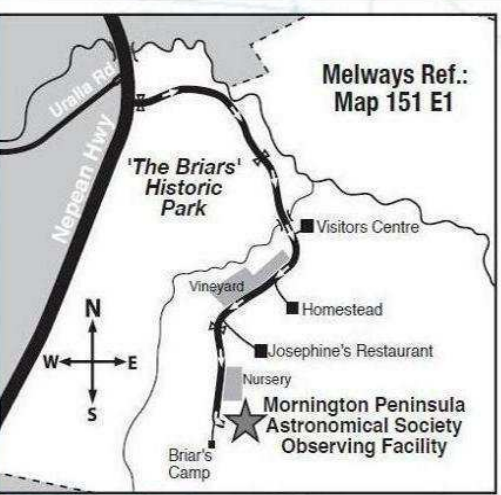 Melways Ref.:
Map 151 E1
Uralla Rd
Nepean Hwy
'The Briars'
Historic
Park
Visitors Centre
Vineyard
Homestead
N
W
E
S
Josephine's Restaurant
Nursery
Mornington Peninsula
Astronomical Society
Observing Facility
Briar's
Camp